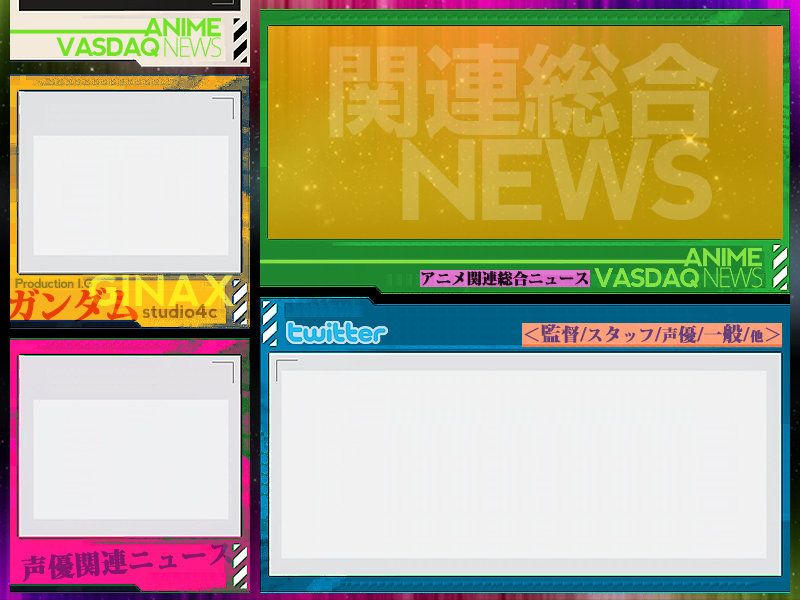 ANIME
VASDAQ NEWS
Production I.G
SUNAX
ガンダム
studio4c
声優関連ニュース
関連総合
NEWS
アニメ関連総合ニュース
ANIME
VASDAQ NEWS
twitter
<監督/スタッフ/声優/一般/他>